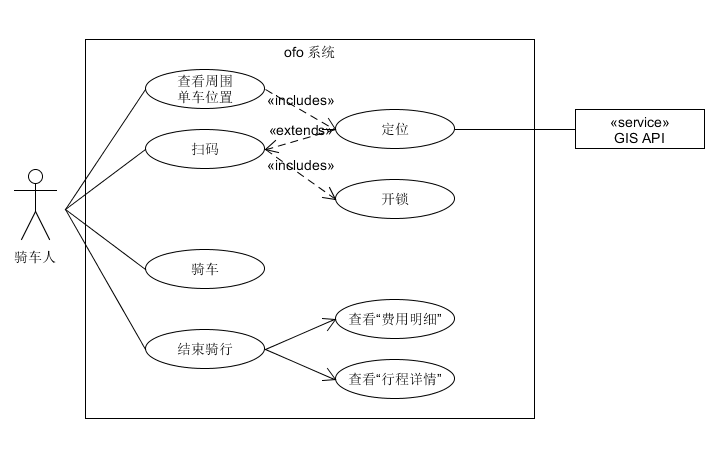 ofo 系统
查看周围
单车位置
«includes»
«extends»
定位
«service»
GIS API
扫码
«includes»
开锁
骑车人
骑车
查看“费用明细”
结束骑行
查看“行程详情”